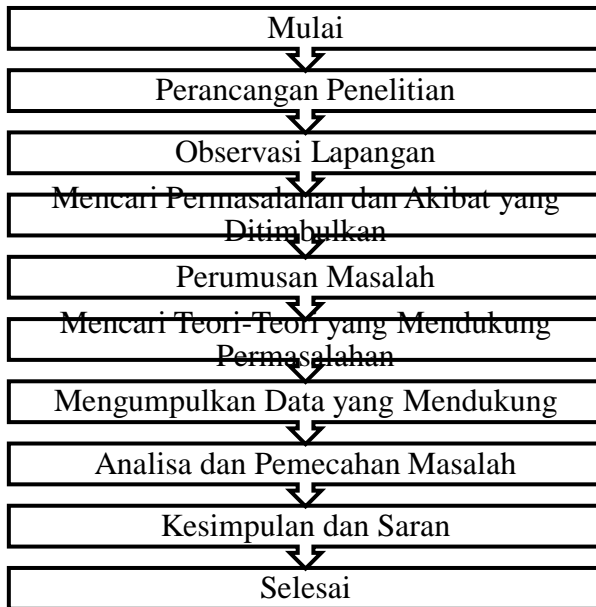 Mulai
Perancangan Penelitian
Observasi Lapangan
Mencari Permasalahan dan Akibat yang
Ditimbulkan
Perumusan Masalah
Mencari Teori-Teori yang Mendukung
Permasalahan
Mengumpulkan Data yang Mendukung
Analisa dan Pemecahan Masalah
Kesimpulan dan Saran
Selesai